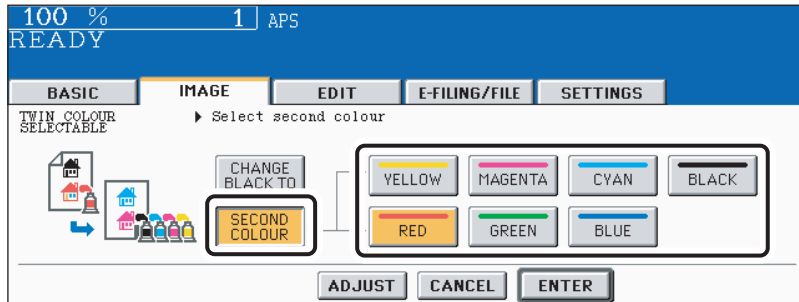 100 % 1 APS
READY
BASIC IMAGE EDIT E-FILING/FILE SETTINGS
TWIN COLOUR
SELECTABLE
Select second colour
CHANGE
BLACK TO
YELLOW MAGENTA CYAN BLACK
SECOND
COLOUR
RED GREEN BLUE
ADJUST CANCEL ENTER